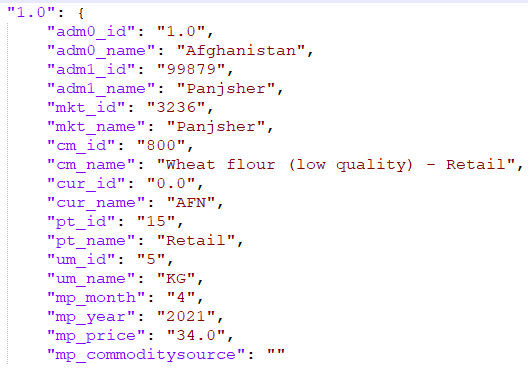 "1.0": {
"adm0_id": "1.0",
"adm0_name": "Afghanistan",
"adm1_id": "99879",
"adm1_name": "Panjsher",
"mkt_id": "3236",
"mkt_name": "Panjsher",
"cm_id": "800",
"cm_name": "Wheat flour (low quality) - Retail",
"cur_id": "0.0",
"cur_name": "AFN",
"pt_id": "15",
"pt_name": "Retail",
"um_id": "5",
"um_name": "KG",
"mp_month": "4",
"mp_year": "2021",
"mp_price": "34.0",
"mp_commoditysource": ""